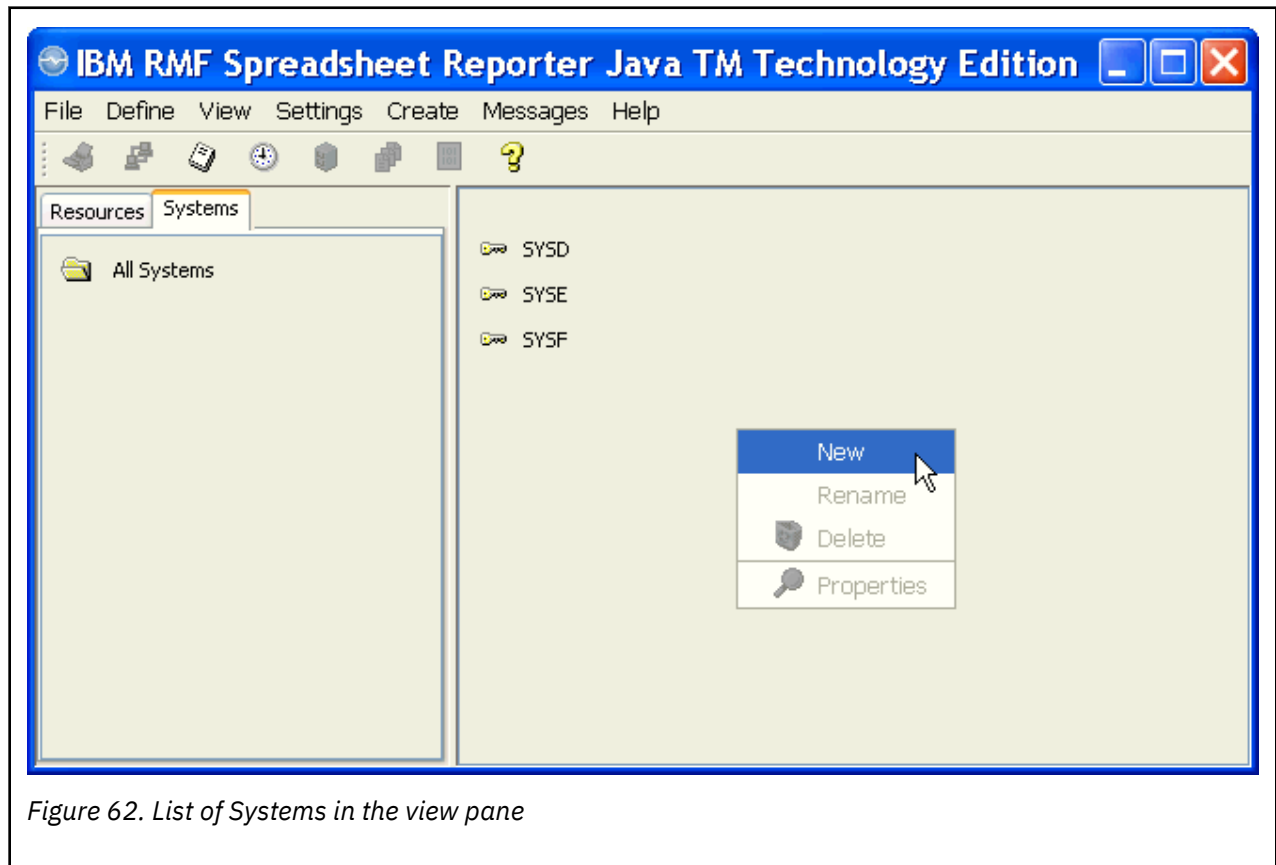 IBM RMF Spreadsheet Reporter Java TM Technology Edition
File Define View Settings Create Messages Help
Resources Systems
All Systems
SYSD
SYSE
SYSF
New
Rename
Delete
Properties
Figure 62. List of Systems in the view pane